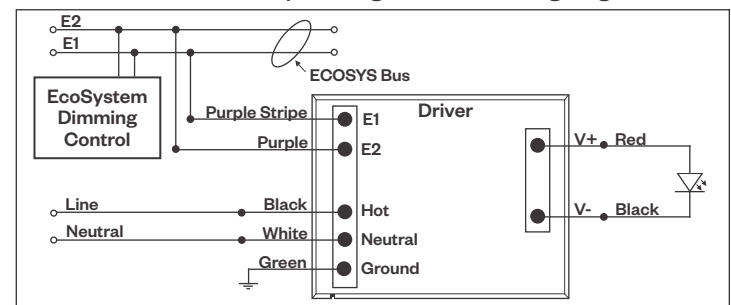 E2
E1
ECOSYS Bus
EcoSystem
Dimming
Control
Driver
Purple Stripe
E1
Purple
E2
V+
Red
Line
Black
Hot
V-
Black
Neutral
White
Neutral
Green
Ground